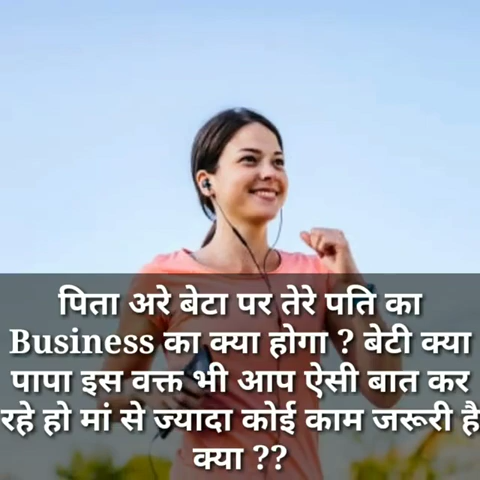 पिता अरे बेटा पर तेरे पति का
Business का क्या होगा ? बेटी क्या
पापा इस वक्त भी आप ऐसी बात कर
रहे हो मां से ज्यादा कोई काम जरूरी है
क्या ??